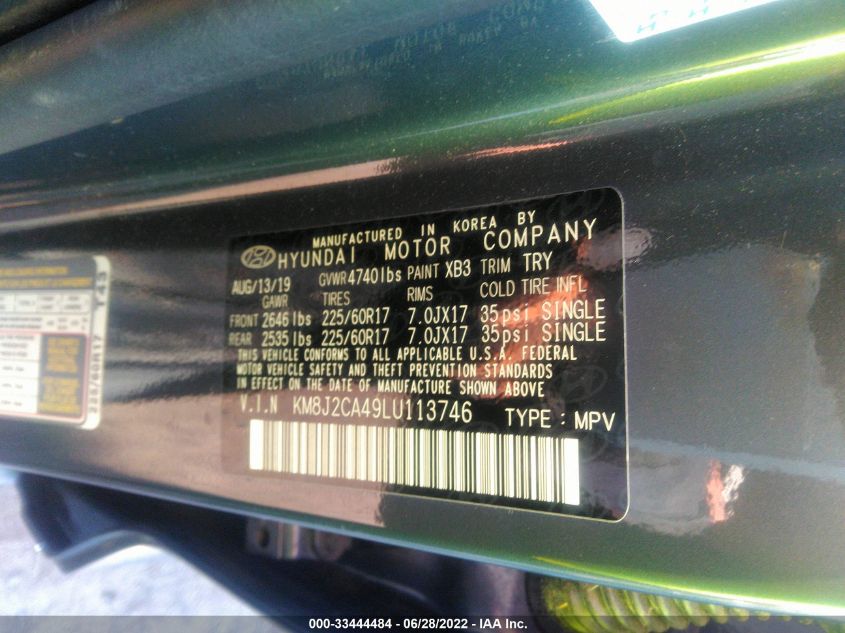 MANUFACTURED IN KOREA BY
HYUNDAI MOTOR COMPANY
AUG/13/19 GVWR 4740lbs PAINT XB3 TRIM TRY
GAWR TIRES RIMS COLD TIRE INFL
FRONT 2646 lbs 225/60R17 7.0JX17 35psi SINGLE
REAR 2535 lbs 225/60R17 7.0JX17 35psi SINGLE
THIS VEHICLE CONFORMS TO ALL APPLICABLE U.S.A. FEDERAL
MOTOR VEHICLE SAFETY AND THEFT PREVENTION STANDARDS
IN EFFECT ON THE DATE OF MANUFACTURE SHOWN ABOVE
V.I.N KM8J2CA49LU113746 TYPE : MPV
225/60R17
000-33444484 - 06/28/2022 - IAA Inc.